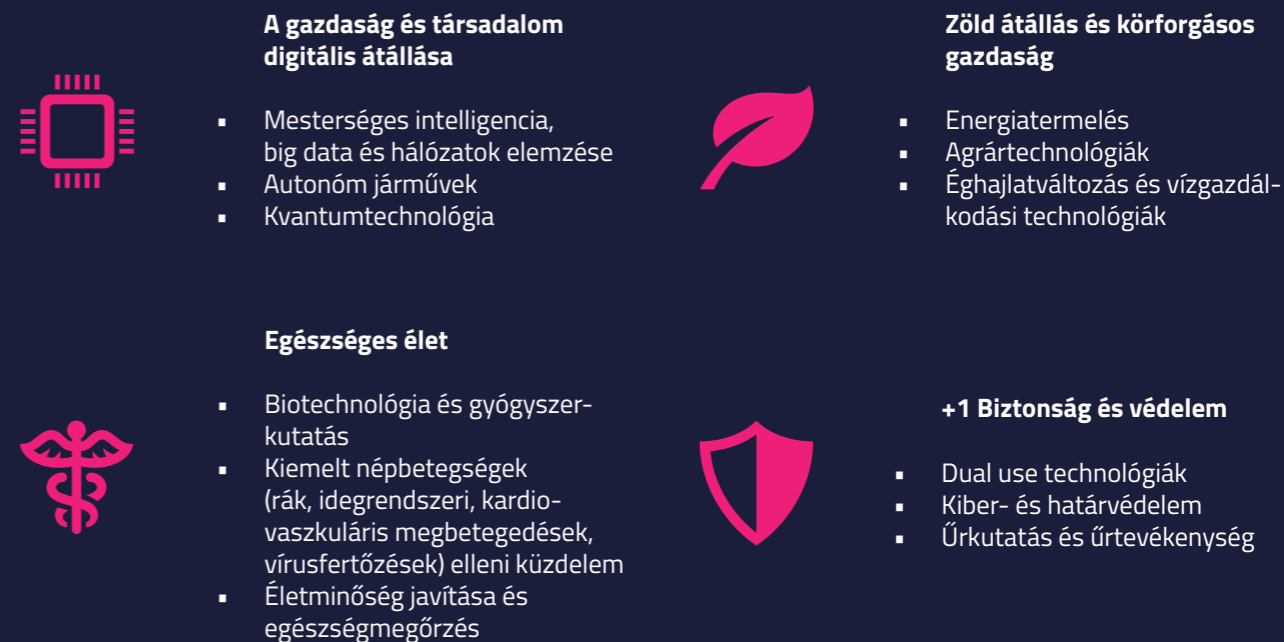 A gazdaság és társadalom
digitális átállása
▪ Mesterséges intelligencia,
big data és hálózatok elemzése
▪ Autonóm járművek
▪ Kvantumtechnológia
Zöld átállás és körforgásos
gazdaság
▪ Energiatermelés
▪ Agrártechnológiák
▪ Éghajlatváltozás és vízgazdál-
kodási technológiák
Egészséges élet
▪ Biotechnológia és gyógyszer-
kutatás
▪ Kiemelt népbetegségek
(rák, idegrendszeri, kardio-
vaszkuláris megbetegedések,
vírusfertőzések) elleni küzdelem
▪ Életminőség javítása és
egészségmegőrzés
+1 Biztonság és védelem
▪ Dual use technológiák
▪ Kiber- és határvédelem
▪ Űrkutatás és űrtevékenység